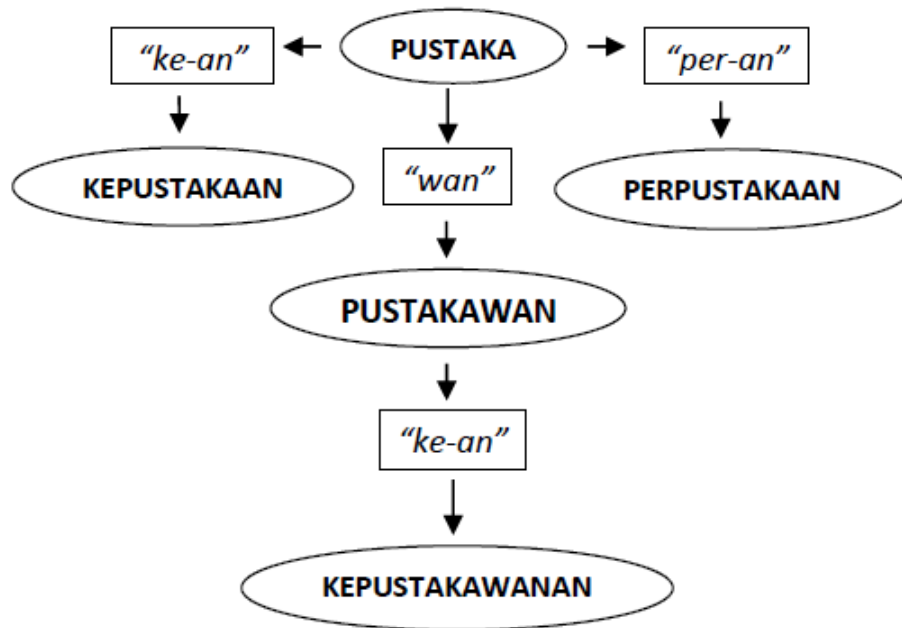 PUSTAKA
“ke-an”
“per-an”
KEPUSTAKAAN
“wan”
PERPUSTAKAAN
PUSTAKAWAN
“ke-an”
KEPUSTAKAWANAN